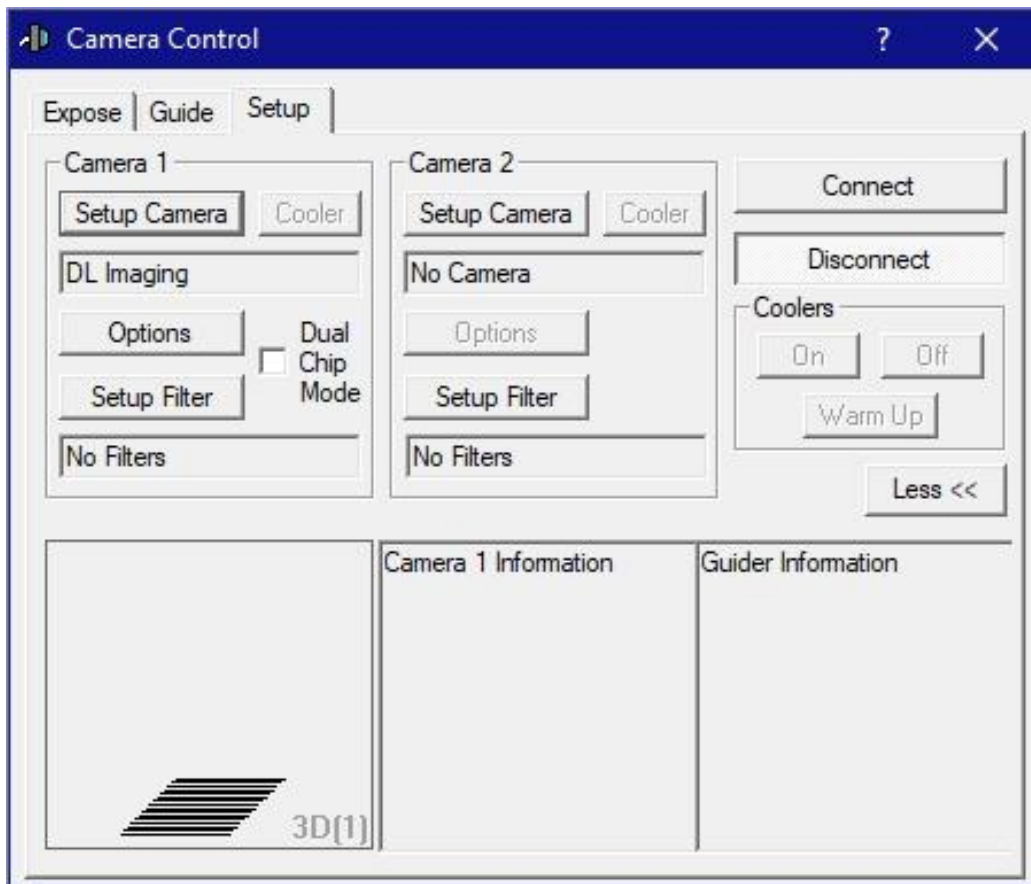 Camera Control
?
Expose Guide Setup
Camera 1
Setup Camera Cooler
DL Imaging
Options
Dual
Chip
Mode
Setup Filter
No Filters
Camera 2
Setup Camera Cooler
No Camera
Options
Setup Filter
No Filters
Connect
Disconnect
Coolers
On Off
Warm Up
Less <<
3D(1)
Camera 1 Information
Guider Information